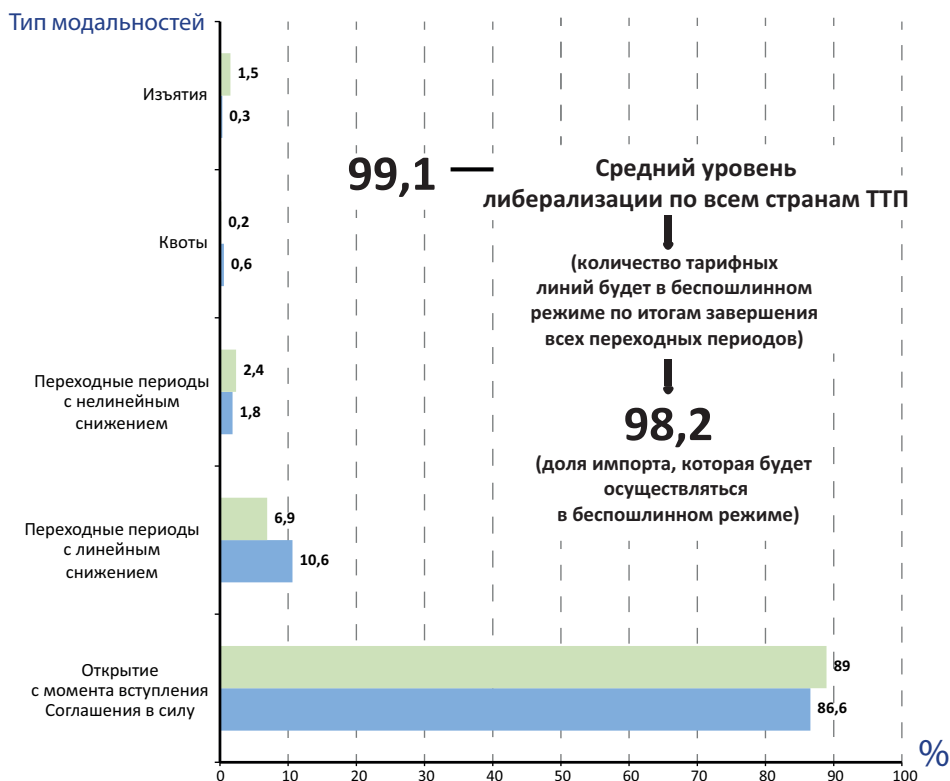 Тип модальностей
Изъятия
1,5
0,3
99,1
Средний уровень
либерализации по всем странам ТТП
Квоты
0,2
0,6
(количество тарифных
линий будет в беспошлинном
режиме по итогам завершения
всех переходных периодов)
Переходные периоды
с нелинейным
снижением
2,4
1,8
98,2
(доля импорта, которая будет
осуществляться
в беспошлинном режиме)
Переходные периоды
с линейным
снижением
6,9
10,6
Открытие
с момента вступления
Соглашения в силу
89
86,6
%
0 10 20 30 40 50 60 70 80 90 100